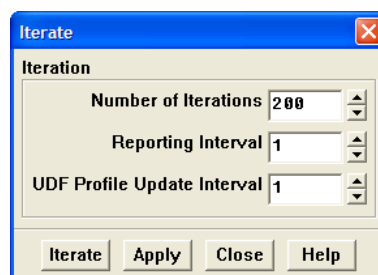 Iterate
Iteration
Number of Iterations 200
Reporting Interval 1
UDF Profile Update Interval 1
Iterate Apply Close Help